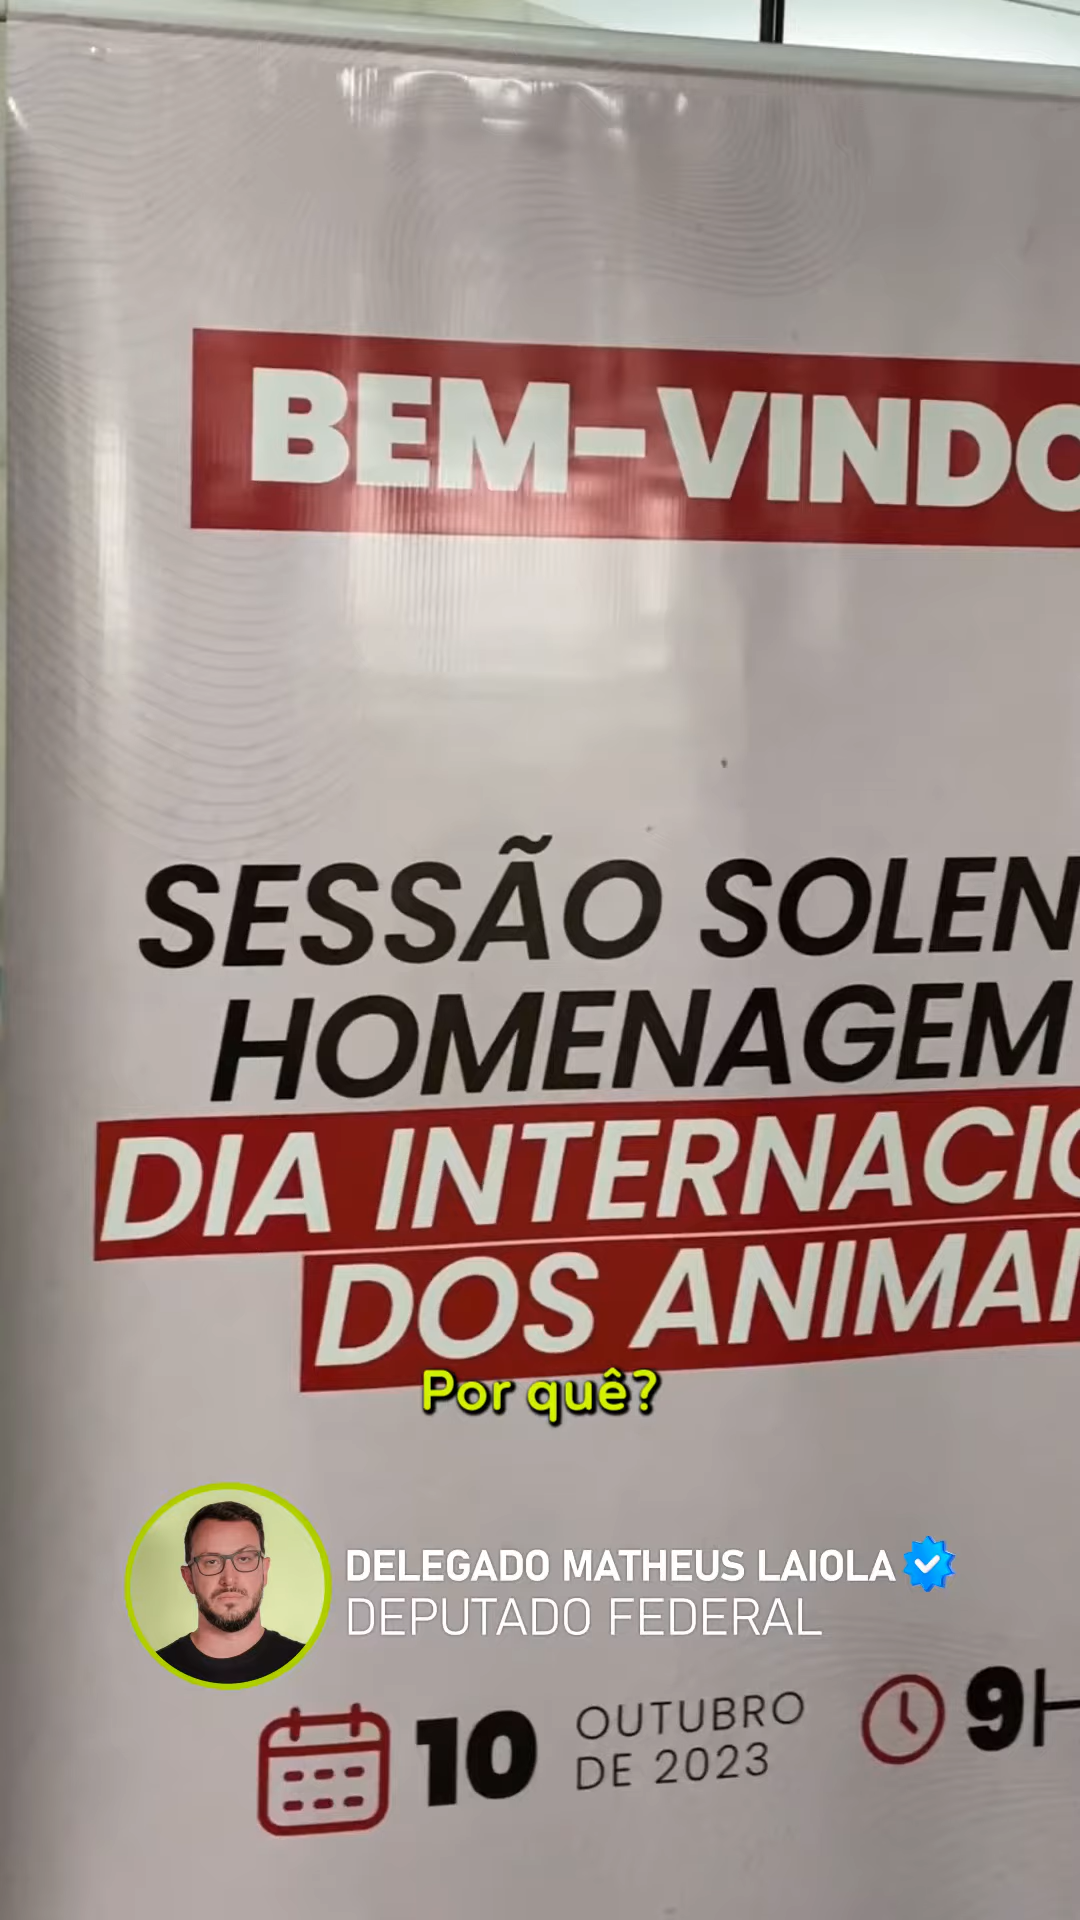 BEM-VINDO
SESSÃO SOLEN
HOMENAGEM
DIA INTERNACIO
DOS ANIMAI
Por quê?
DELEGADO MATHEUS LAIOLA
DEPUTADO FEDERAL
10 OUTUBRO DE 2023 9H